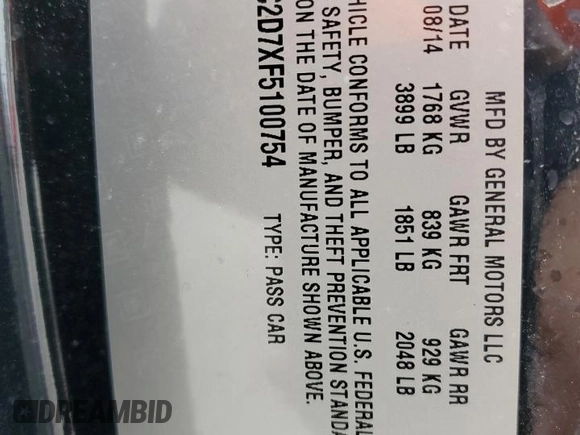 MFD BY GENERAL MOTORS LLC
DATE GVWR GAWR FRT GAWR RR
08/14 1768 KG 839 KG 929 KG
3899 LB 1851 LB 2048 LB
HICLE CONFORMS TO ALL APPLICABLE U.S. FEDERAL
SAFETY, BUMPER, AND THEFT PREVENTION STANDA
ON THE DATE OF MANUFACTURE SHOWN ABOVE.
C2D7XF5100754 TYPE: PASS CAR
DREAMBID